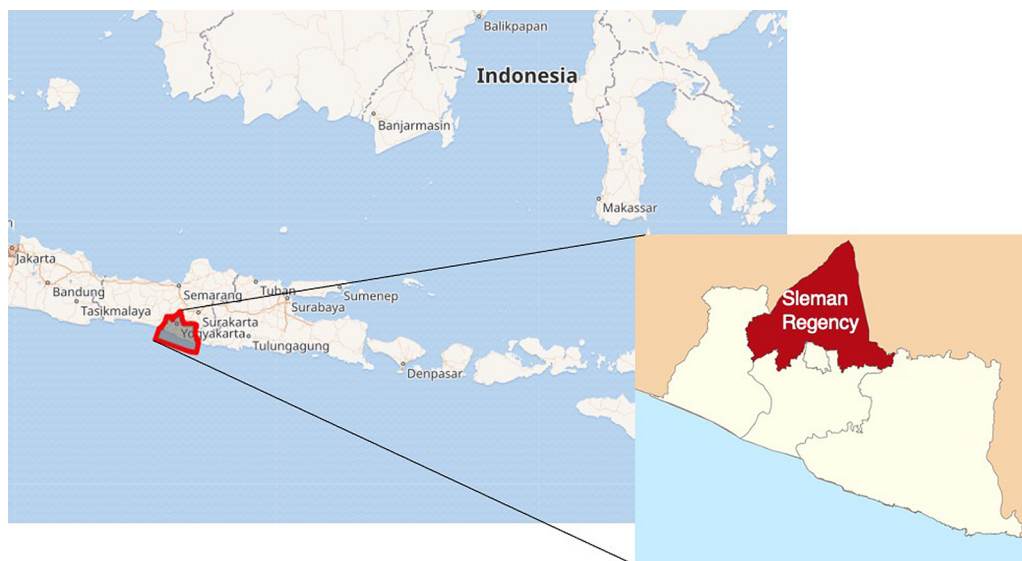 Balikpapan
Indonesia
Banjarmasin
Makassar
Jakarta
Bandung
Tasikmalaya
Semarang
Tuban
Sumenep
Surabaya
Surakarta
Yogyakarta
Tulungagung
Denpasar
Sleman
Regency